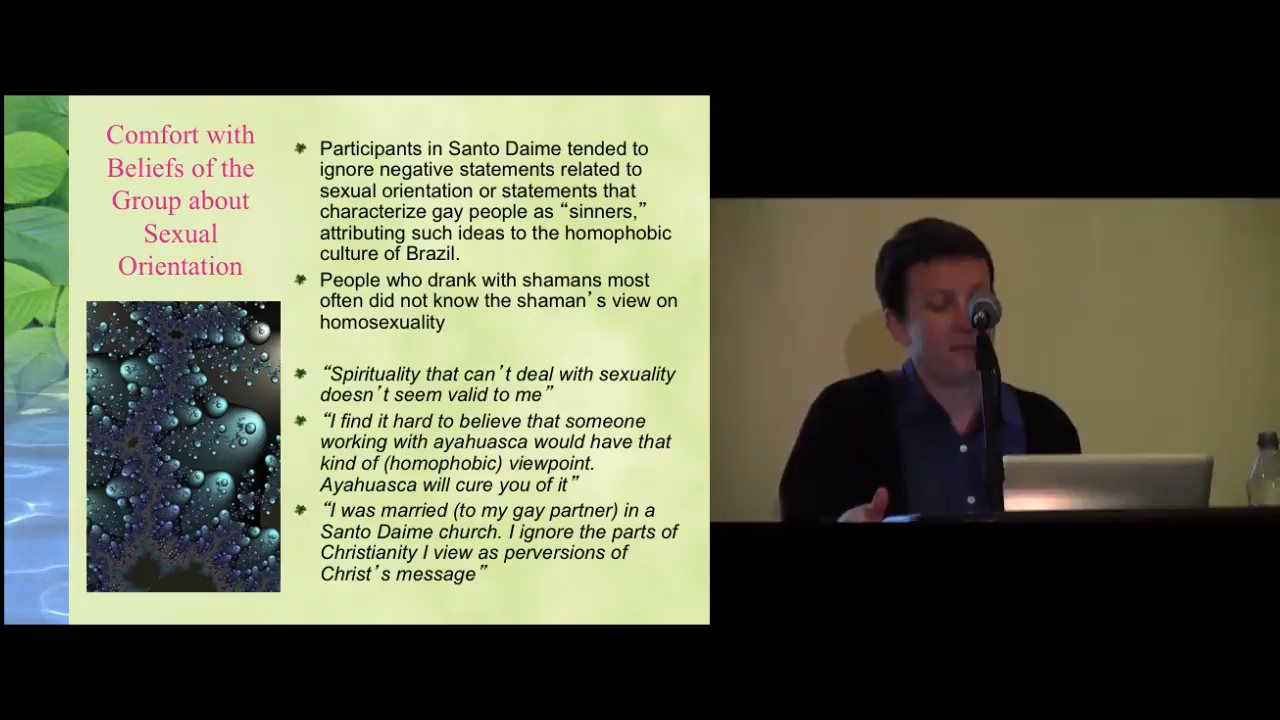 Comfort with
Beliefs of the
Group about
Sexual
Orientation
Participants in Santo Daime tended to
ignore negative statements related to
sexual orientation or statements that
characterize gay people as “sinners,”
attributing such ideas to the homophobic
culture of Brazil.
People who drank with shamans most
often did not know the shaman’s view on
homosexuality
“Spirituality that can’t deal with sexuality
doesn’t seem valid to me”
“I find it hard to believe that someone
working with ayahuasca would have that
kind of (homophobic) viewpoint.
Ayahuasca will cure you of it”
“I was married (to my gay partner) in a
Santo Daime church. I ignore the parts of
Christianity I view as perversions of
Christ’s message”